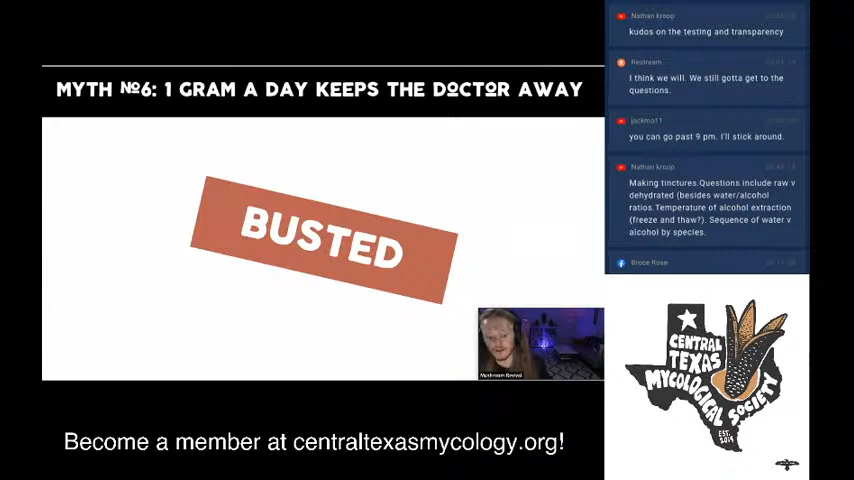 MYTH №6: 1 GRAM A DAY KEEPS THE DOCTOR AWAY
BUSTED
Mushroom Revival
Become a member at centraltexasmycology.org!
Nathan kroop
kudos on the testing and transparency
Restream
I think we will. We still gotta get to the
questions.
jackma11
you can go past 9 pm. I'll stick around.
Nathan kroop
Making tinctures.Questions include raw v
dehydrated (besides water/alcohol
ratios.Temperature of alcohol extraction
(freeze and thaw?). Sequence of water v
alcohol by species.
Bruce Rose
CENTRAL
TEXAS
MYCOLOGICAL SOCIETY
EST.
2019